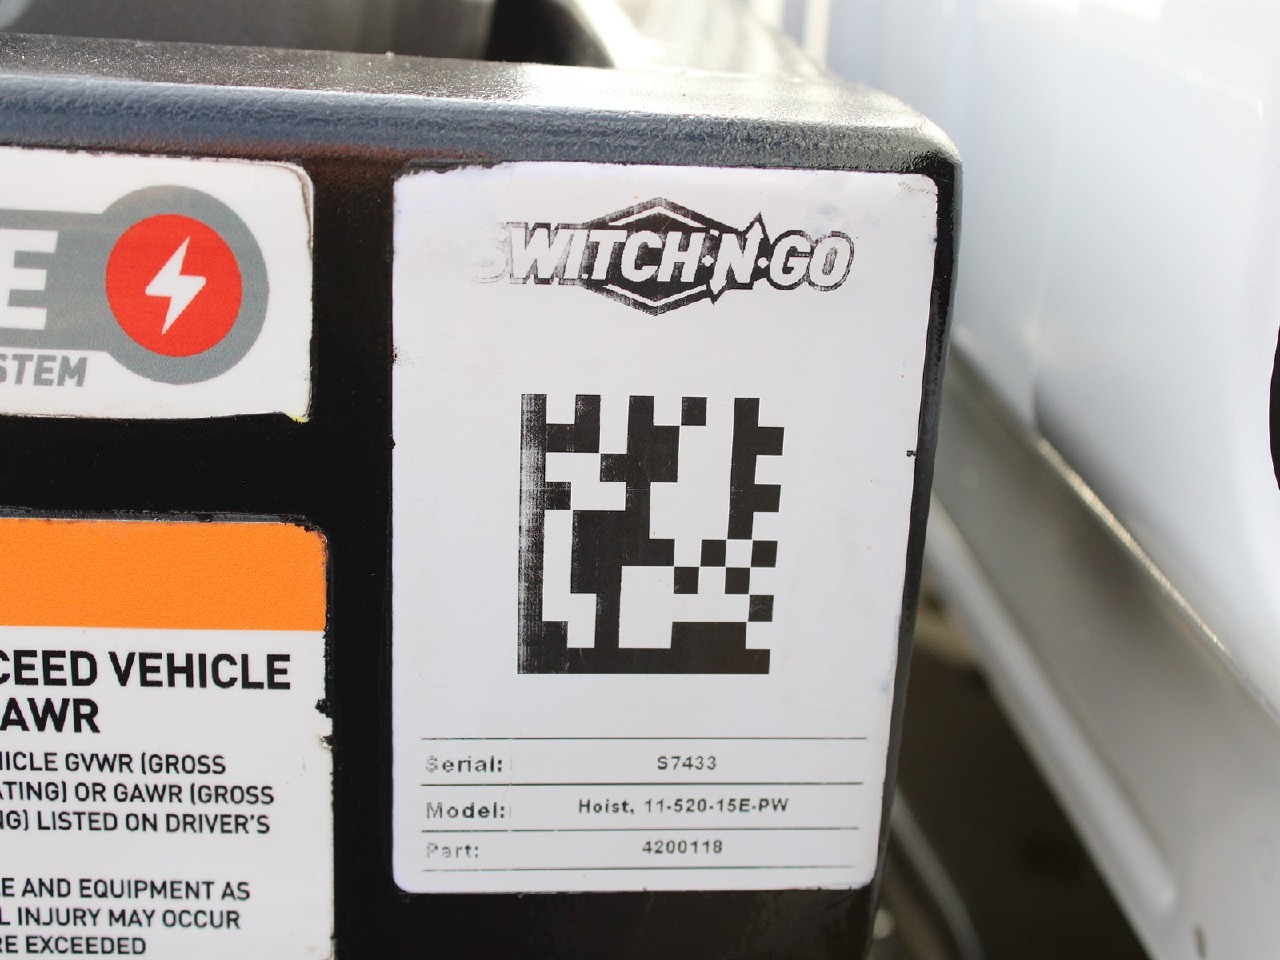 E
STEM
CEED VEHICLE
AWR
HICLE GVWR (GROSS
ATING) OR GAWR (GROSS
NG) LISTED ON DRIVER'S
E AND EQUIPMENT AS
L INJURY MAY OCCUR
RE EXCEEDED
SWITCH·N·GO
Serial: S7433
Model: Hoist, 11-520-15E-PW
Part: 4200118